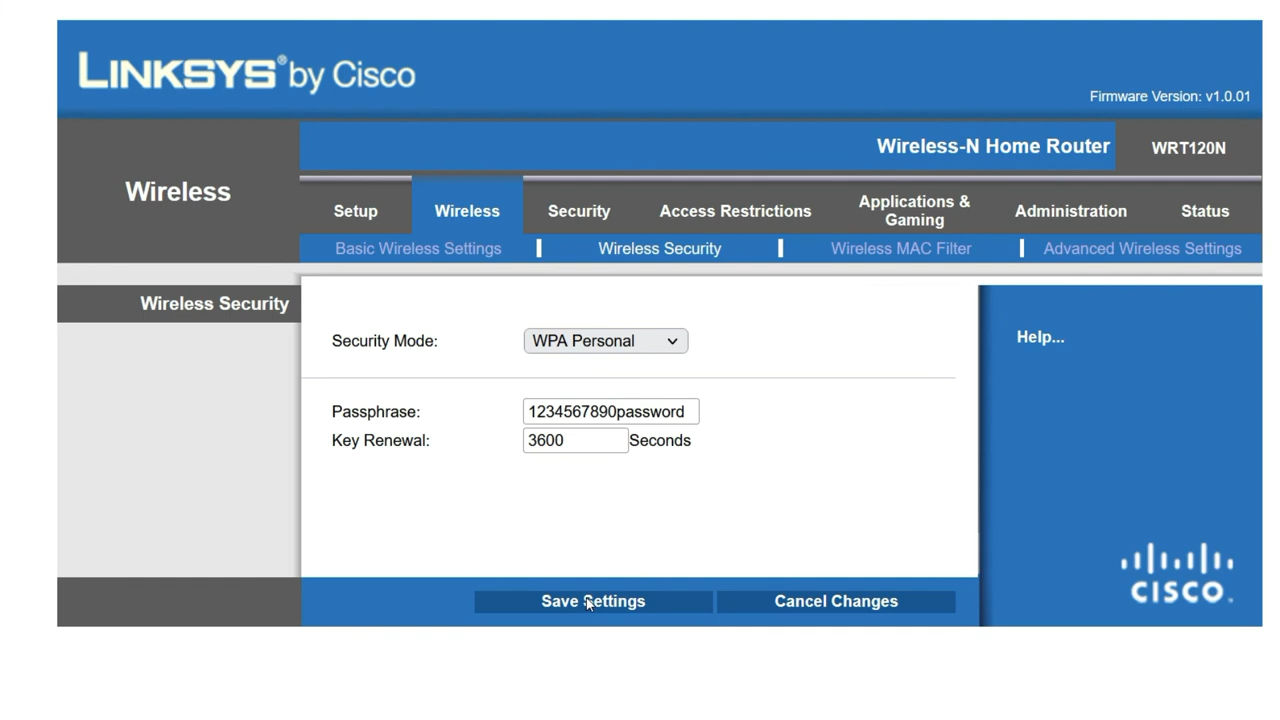 LINKSYS® by Cisco
Firmware Version: v1.0.01
Wireless-N Home Router WRT120N
Wireless
Setup Wireless Security Access Restrictions Applications & Gaming Administration Status
Basic Wireless Settings Wireless Security Wireless MAC Filter Advanced Wireless Settings
Wireless Security
Security Mode: WPA Personal
Help...
Passphrase: 1234567890password
Key Renewal: 3600 Seconds
Save Settings Cancel Changes
CISCO.